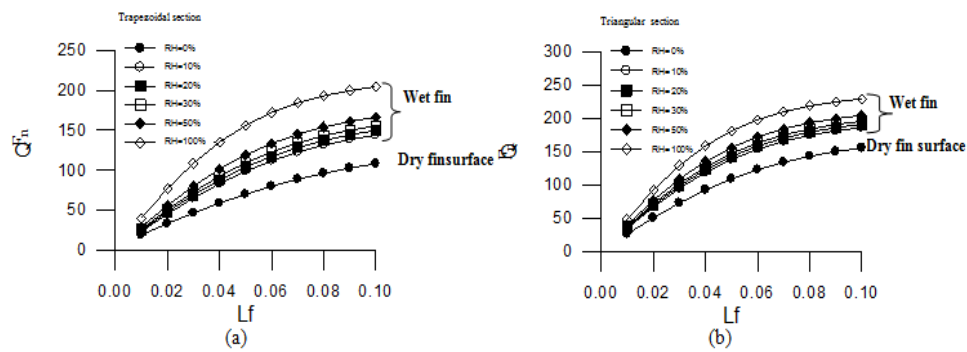 Trapezoidal section
250
200
150
100
50
0
RH=0%
RH=10%
RH=20%
RH=30%
RH=50%
RH=100%
Wet fin
Dry finsurface
0.00 0.02 0.04 0.06 0.08 0.10
Lf
(a)
Triangular section
300
250
200
150
100
50
0
RH=0%
RH=10%
RH=20%
RH=30%
RH=50%
RH=100%
Wet fin
Dry fin surface
0.00 0.02 0.04 0.06 0.08 0.10
Lf
(b)